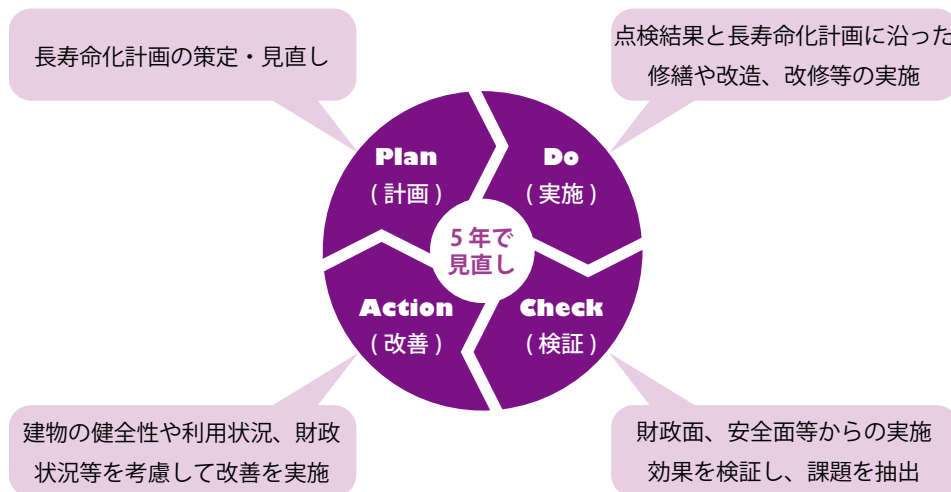 長寿命化計画の策定・見直し
点検結果と長寿命化計画に沿った
修繕や改造、改修等の実施
Plan
( 計画 )
Do
( 実施 )
5 年で
見直し
Action
( 改善 )
Check
( 検証 )
建物の健全性や利用状況、財政
状況等を考慮して改善を実施
財政面、安全面等からの実施
効果を検証し、課題を抽出